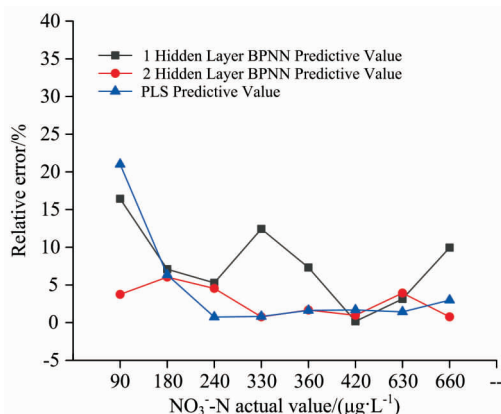 40
35
30
25
20
15
10
5
0
-5
Relative error/%
1 Hidden Layer BPNN Predictive Value
2 Hidden Layer BPNN Predictive Value
PLS Predictive Value
90 180 240 330 360 420 630 660 --
NO₃⁻-N actual value/(μg·L⁻¹)